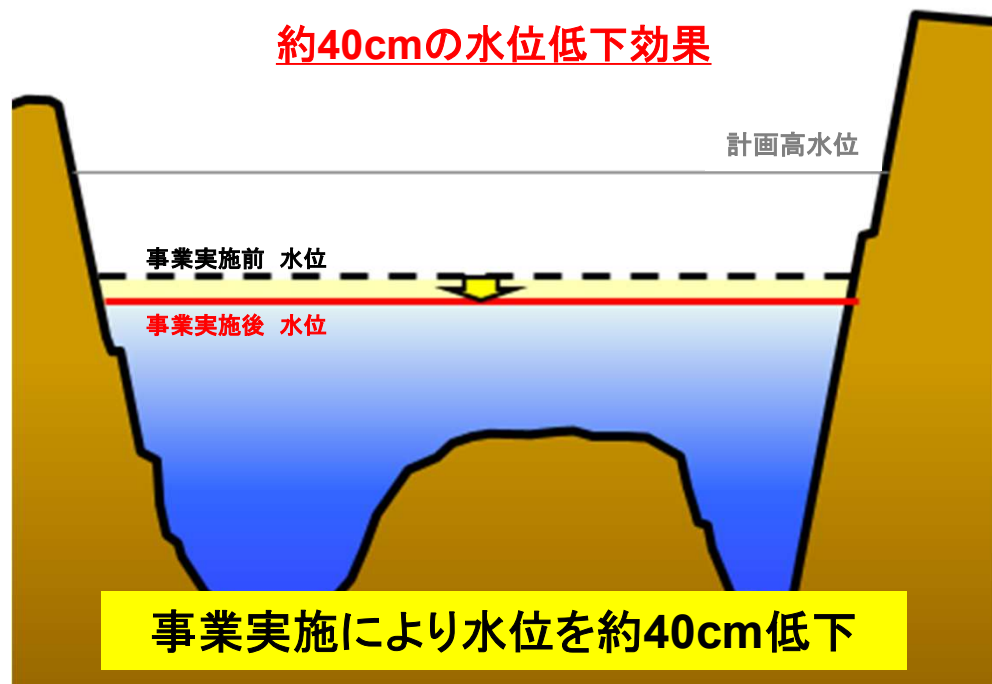 約40cmの水位低下効果
計画高水位
事業実施前　水位
事業実施後　水位
事業実施により水位を約40cm低下